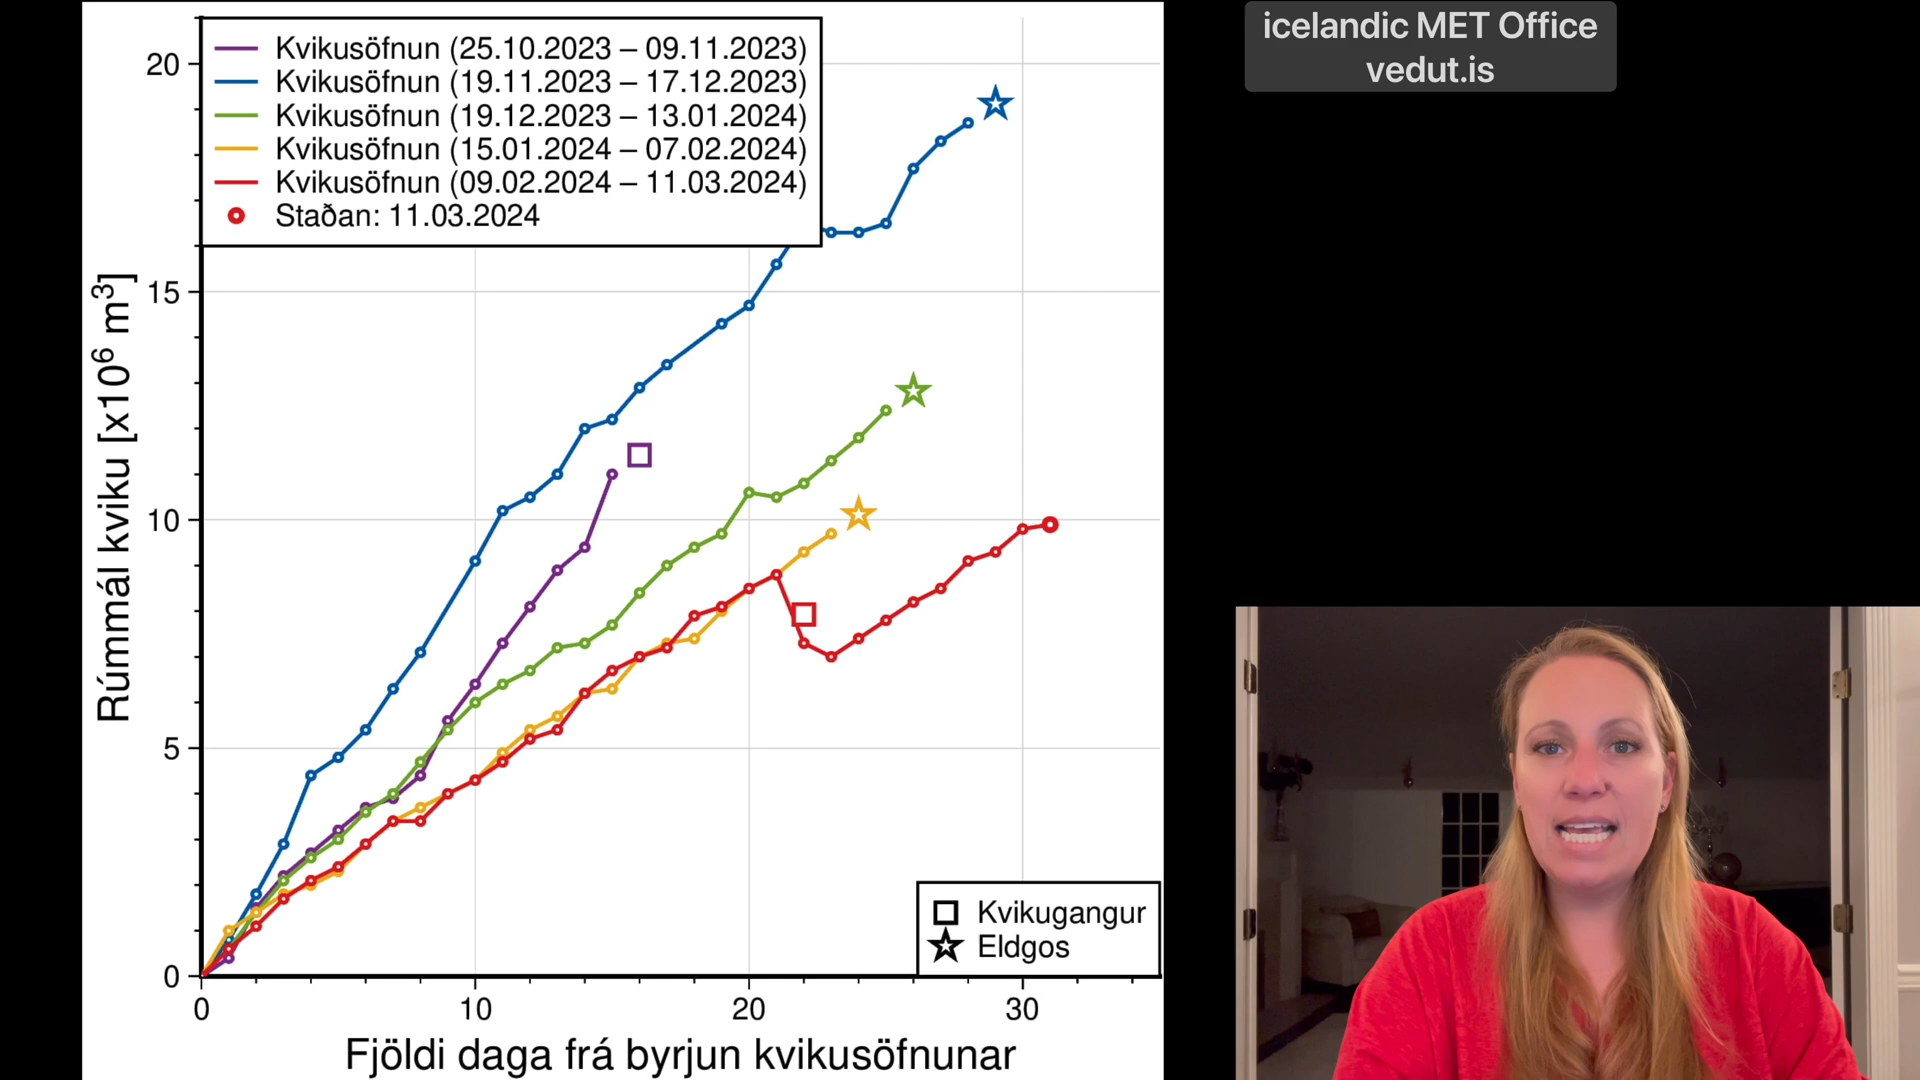 icelandic MET Office
vedut.is
20
15
10
5
0
Rúmmál kviku [x10⁶ m³]
Kvikusöfnun (25.10.2023 – 09.11.2023)
Kvikusöfnun (19.11.2023 – 17.12.2023)
Kvikusöfnun (19.12.2023 – 13.01.2024)
Kvikusöfnun (15.01.2024 – 07.02.2024)
Kvikusöfnun (09.02.2024 – 11.03.2024)
Staðan: 11.03.2024
Kvikugangur
Eldgos
0
10
20
30
Fjöldi daga frá byrjun kvikusöfnunar